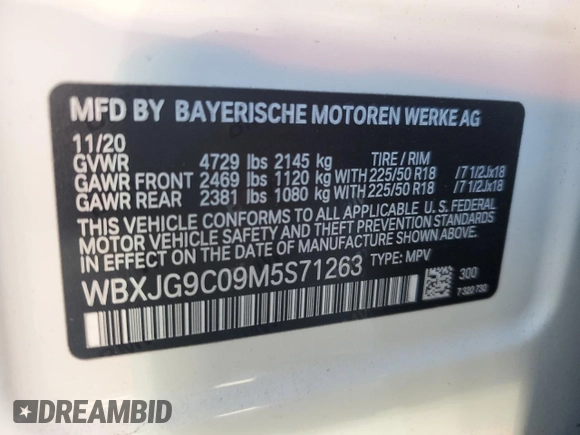 MFD BY BAYERISCHE MOTOREN WERKE AG
11/20
GVWR 4729 lbs 2145 kg TIRE / RIM
GAWR FRONT 2469 lbs 1120 kg WITH 225/50 R18 /7 1/2Jx18
GAWR REAR 2381 lbs 1080 kg WITH 225/50 R18 /7 1/2Jx18
THIS VEHICLE CONFORMS TO ALL APPLICABLE U. S. FEDERAL
MOTOR VEHICLE SAFETY AND THEFT PREVENTION STANDARDS
IN EFFECT ON THE DATE OF MANUFACTURE SHOWN ABOVE.
WBXJG9C09M5S71263 TYPE: MPV
300
7 320 730
DREAMBID